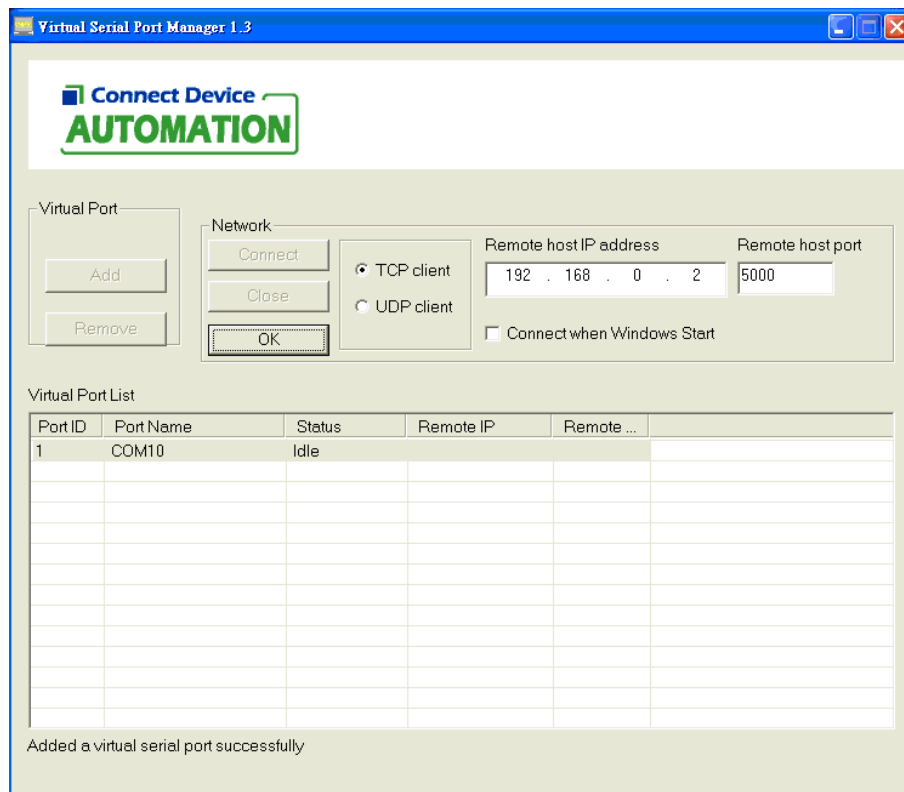 Virtual Serial Port Manager 1.3
Connect Device
AUTOMATION
Virtual Port
Add
Remove
Network
Connect
Close
OK
TCP client
UDP client
Remote host IP address
192 . 168 . 0 . 2
Remote host port
5000
Connect when Windows Start
Virtual Port List
Port ID Port Name Status Remote IP Remote ...
1 COM10 Idle
Added a virtual serial port successfully